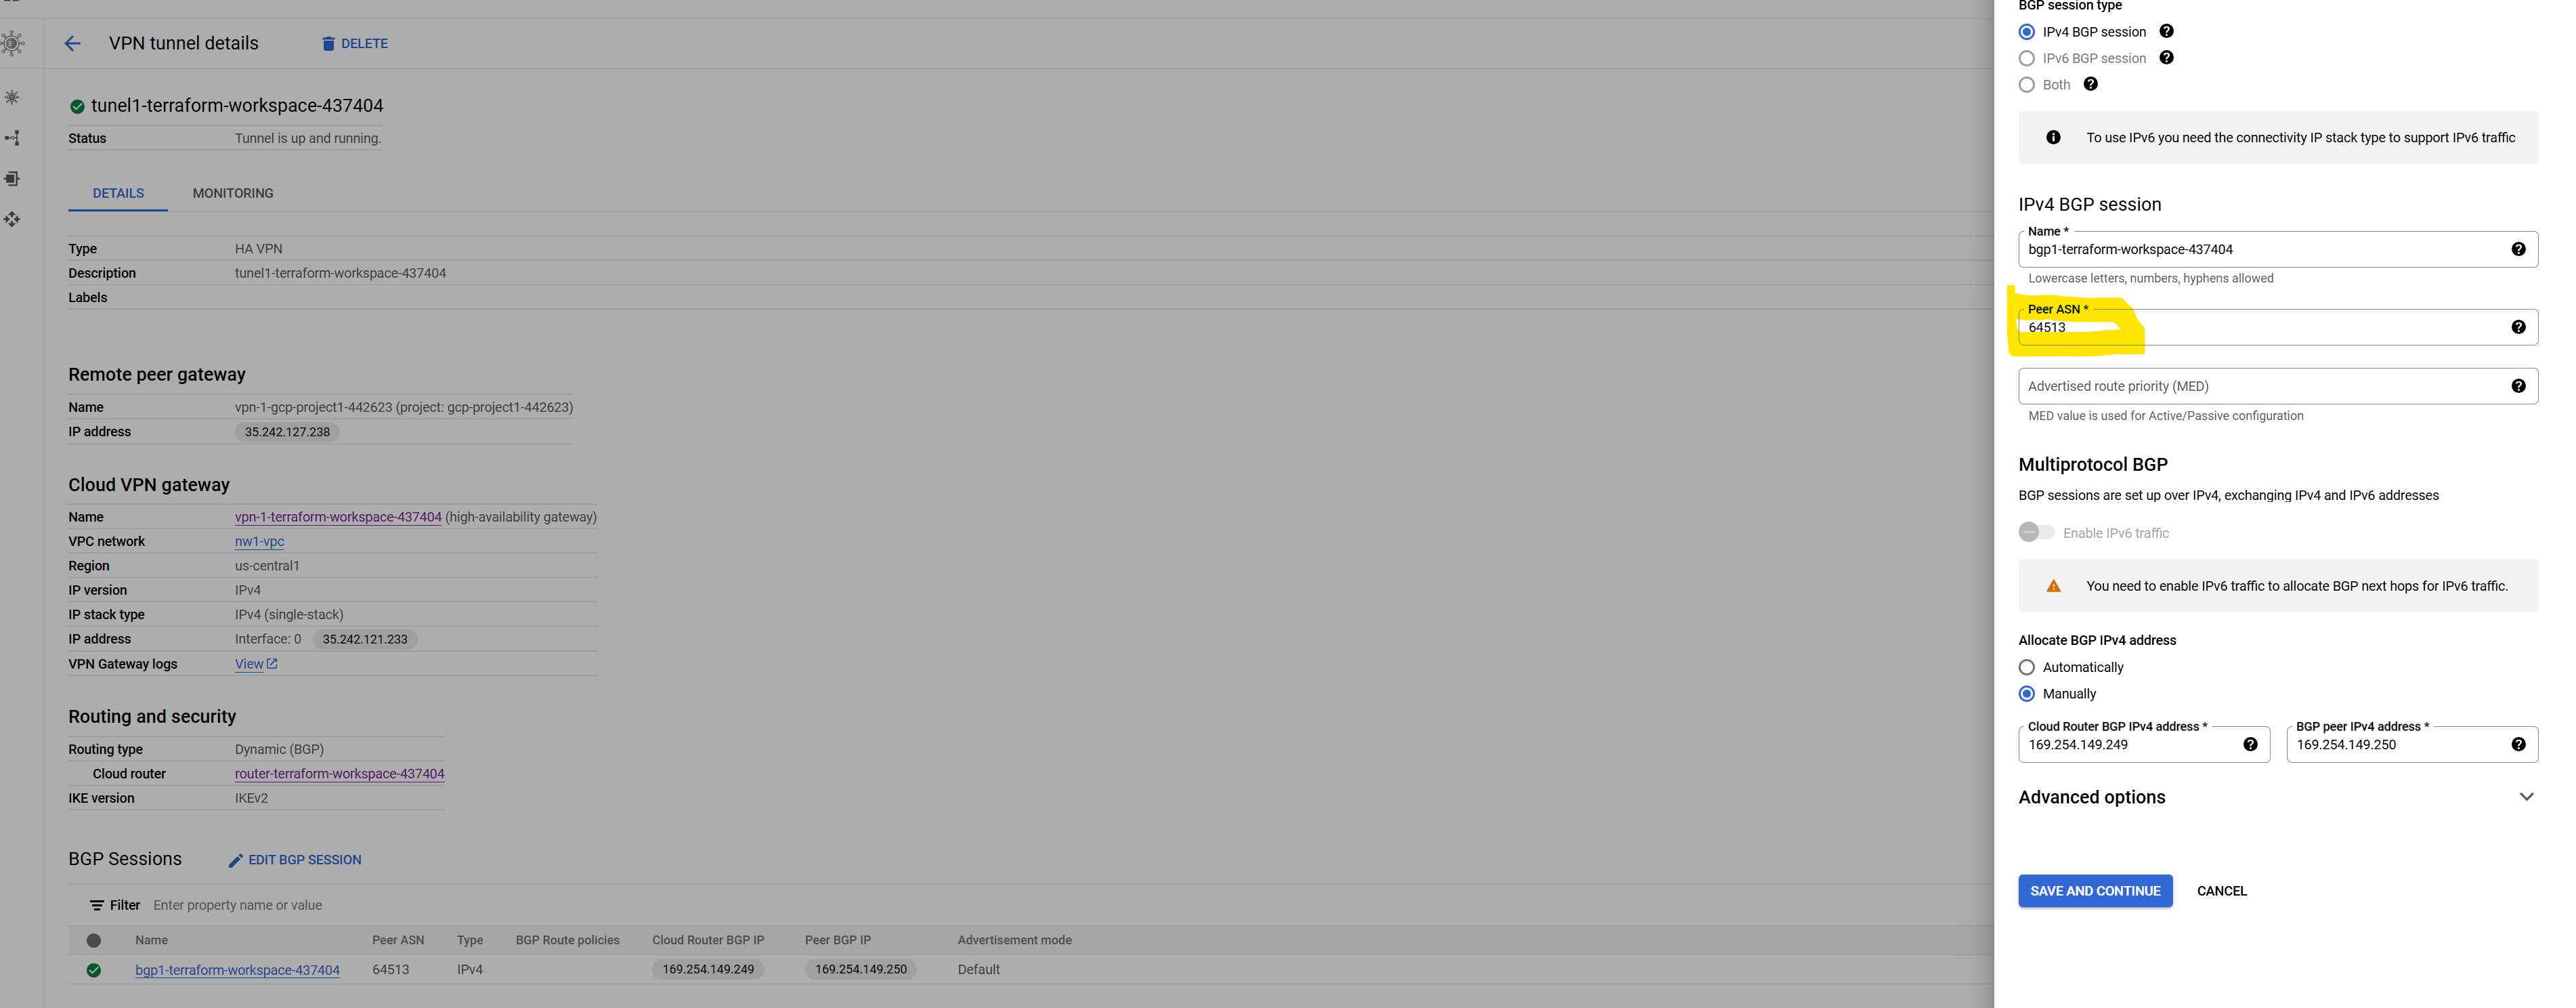 VPN tunnel details
DELETE
tunel1-terraform-workspace-437404
Status Tunnel is up and running.
DETAILS MONITORING
Type HA VPN
Description tunel1-terraform-workspace-437404
Labels
Remote peer gateway
Name vpn-1-gcp-project1-442623 (project: gcp-project1-442623)
IP address 35.242.127.238
Cloud VPN gateway
Name vpn-1-terraform-workspace-437404 (high-availability gateway)
VPC network nw1-vpc
Region us-central1
IP version IPv4
IP stack type IPv4 (single-stack)
IP address Interface: 0 35.242.121.233
VPN Gateway logs View
Routing and security
Routing type Dynamic (BGP)
Cloud router router-terraform-workspace-437404
IKE version IKEv2
BGP Sessions EDIT BGP SESSION
Filter Enter property name or value
Name Peer ASN Type BGP Route policies Cloud Router BGP IP Peer BGP IP Advertisement mode
bgp1-terraform-workspace-437404 64513 IPv4 169.254.149.249 169.254.149.250 Default
BGP session type
IPv4 BGP session
IPv6 BGP session
Both
To use IPv6 you need the connectivity IP stack type to support IPv6 traffic
IPv4 BGP session
Name *
bgp1-terraform-workspace-437404
Lowercase letters, numbers, hyphens allowed
Peer ASN *
64513
Advertised route priority (MED)
MED value is used for Active/Passive configuration
Multiprotocol BGP
BGP sessions are set up over IPv4, exchanging IPv4 and IPv6 addresses
Enable IPv6 traffic
You need to enable IPv6 traffic to allocate BGP next hops for IPv6 traffic.
Allocate BGP IPv4 address
Automatically
Manually
Cloud Router BGP IPv4 address * BGP peer IPv4 address *
169.254.149.249 169.254.149.250
Advanced options
SAVE AND CONTINUE CANCEL